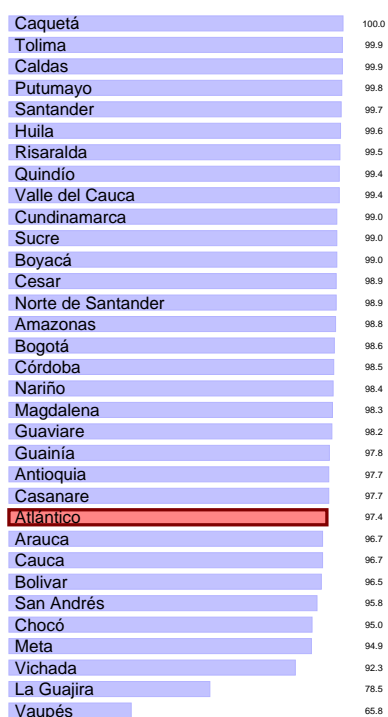 Caquetá 100.0
Tolima 99.9
Caldas 99.9
Putumayo 99.8
Santander 99.7
Huila 99.6
Risaralda 99.5
Quindío 99.4
Valle del Cauca 99.4
Cundinamarca 99.0
Sucre 99.0
Boyacá 99.0
Cesar 98.9
Norte de Santander 98.9
Amazonas 98.8
Bogotá 98.6
Córdoba 98.5
Nariño 98.4
Magdalena 98.3
Guaviare 98.2
Guainía 97.8
Antioquia 97.7
Casanare 97.7
Atlántico 97.4
Arauca 96.7
Cauca 96.7
Bolivar 96.5
San Andrés 95.8
Chocó 95.0
Meta 94.9
Vichada 92.3
La Guajira 78.5
Vaupés 65.8